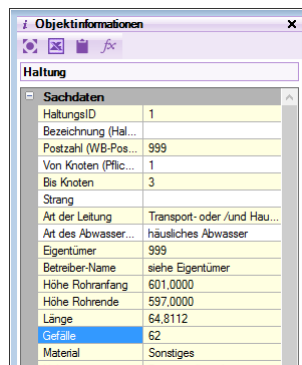 i Objektinformationen x
fx
Haltung
Sachdaten
HaltungsID 1
Bezeichnung (Hal...
Postzahl (WB-Pos... 999
Von Knoten (Pflic... 1
Bis Knoten 3
Strang
Art der Leitung Transport- oder /und Hau...
Art des Abwasser... häusliches Abwasser
Eigentümer 999
Betreiber-Name siehe Eigentümer
Höhe Rohranfang 601,0000
Höhe Rohrende 597,0000
Länge 64,8112
Gefälle 62
Material Sonstiges